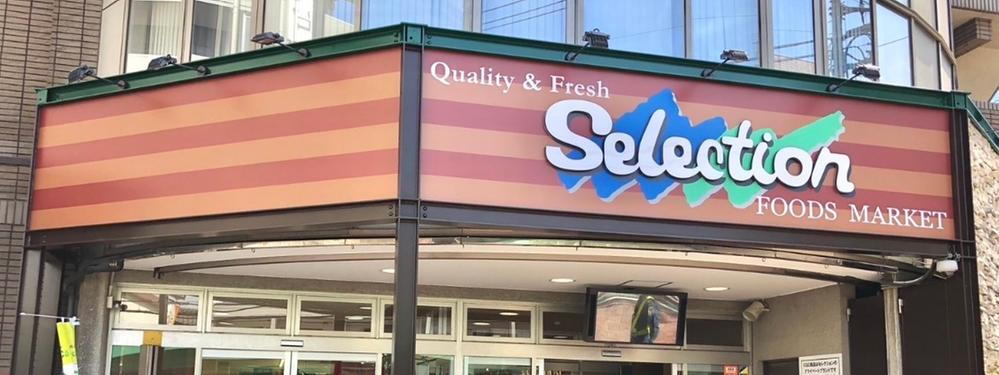 Quality & Fresh
Selection
FOODS MARKET